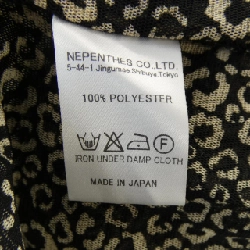 NEPENTHES CO.,LTD.
5-44-1 Jingumae Shibuya,Tokyo
100% POLYESTER
IRON UNDER DAMP CLOTH
MADE IN JAPAN